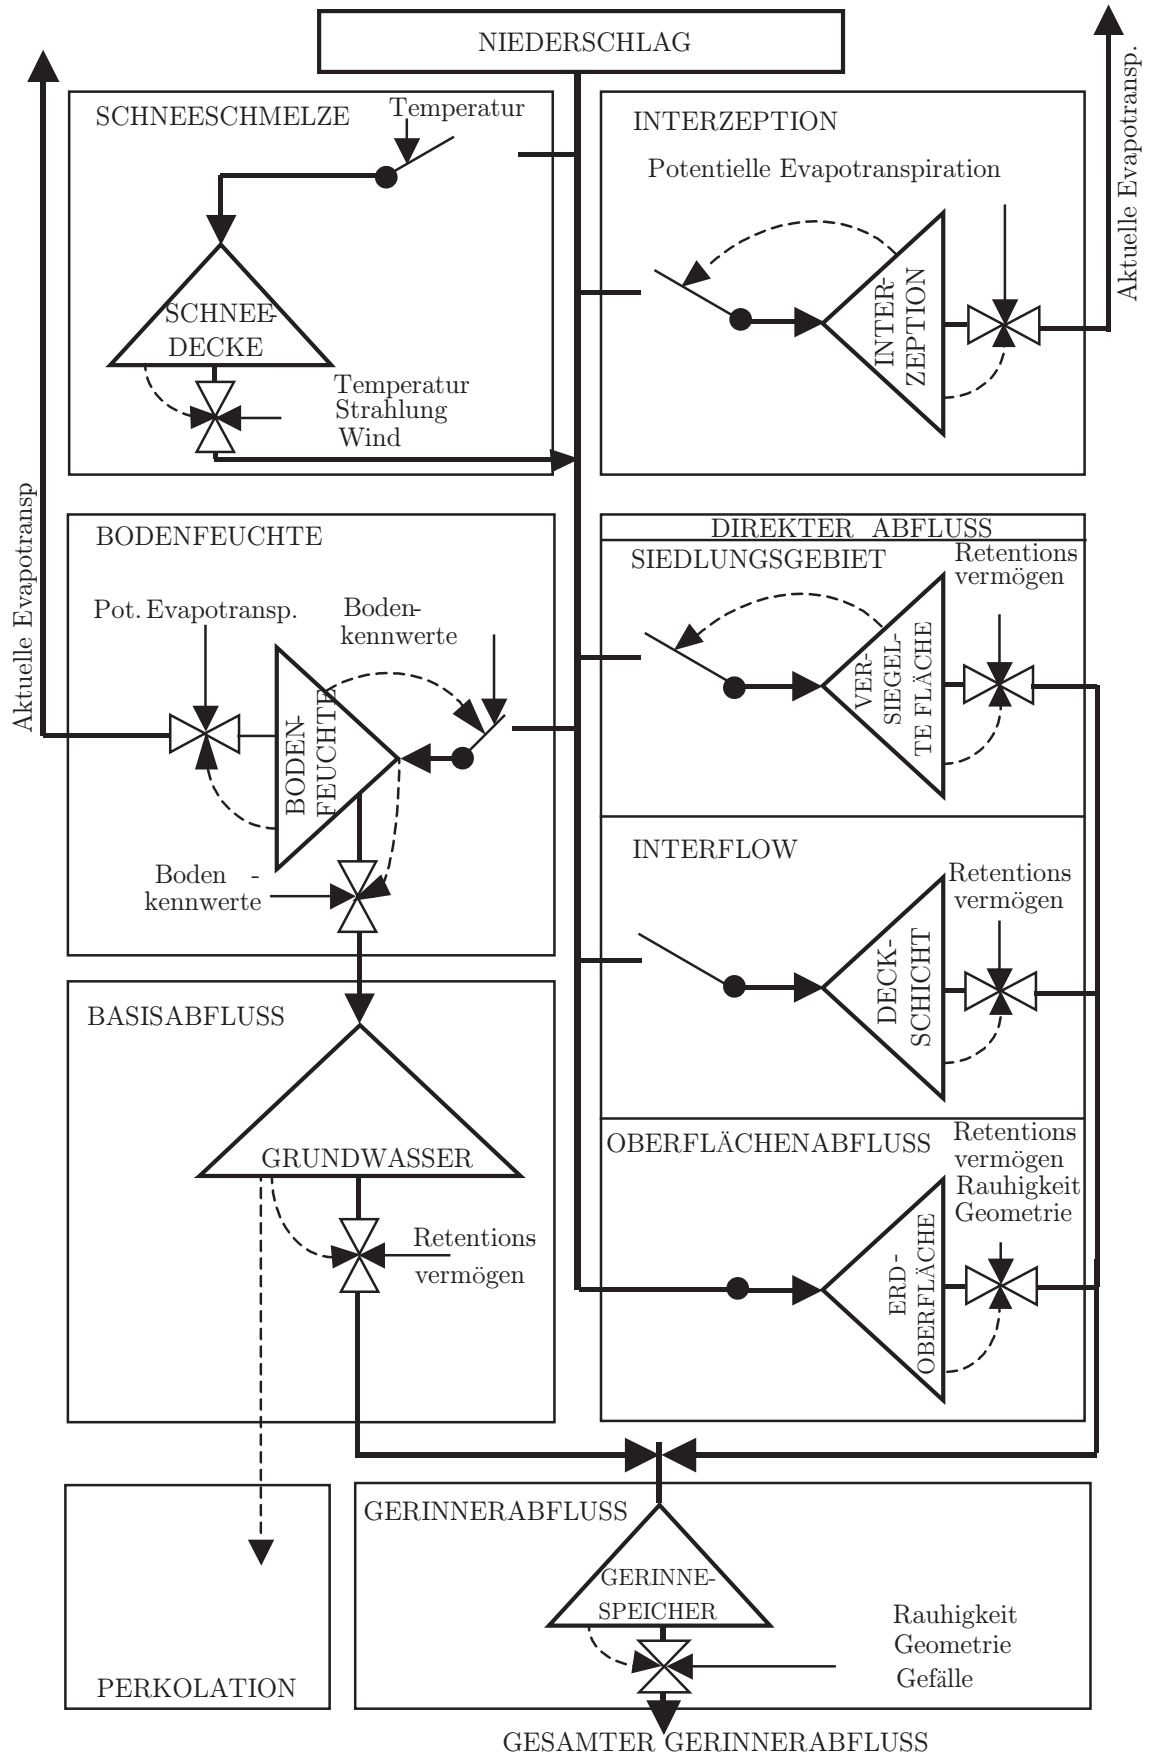 NIEDERSCHLAG
SCHNEESCHMELZE
Temperatur
SCHNEE-
DECKE
Temperatur
Strahlung
Wind
INTERZEPTION
Potentielle Evapotranspiration
INTER-
ZEPTION
Aktuelle Evapotransp.
Aktuelle Evapotransp
BODENFEUCHTE
Pot. Evapotransp.
Boden-
kennwerte
BODEN-
FEUCHTE
Boden -
kennwerte
DIREKTER ABFLUSS
SIEDLUNGSGEBIET
Retentions
vermögen
VER-
SIEGEL-
TE FLÄCHE
INTERFLOW
Retentions
vermögen
DECK-
SCHICHT
OBERFLÄCHENABFLUSS
Retentions
vermögen
Rauhigkeit
Geometrie
ERD-
OBERFLÄCHE
BASISABFLUSS
GRUNDWASSER
Retentions
vermögen
PERKOLATION
GERINNERABFLUSS
GERINNE-
SPEICHER
Rauhigkeit
Geometrie
Gefälle
GESAMTER GERINNERABFLUSS